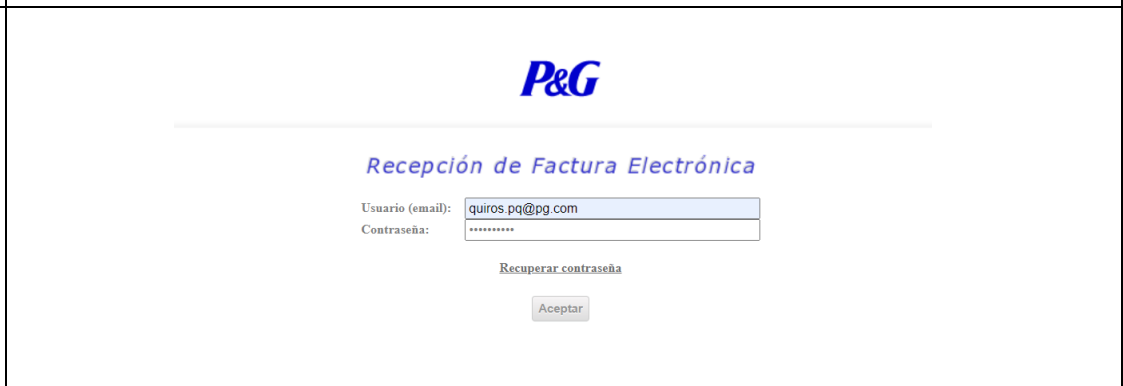 P&G
Recepción de Factura Electrónica
Usuario (email): quiros.pq@pg.com
Contraseña: ••••••••••
Recuperar contraseña
Aceptar